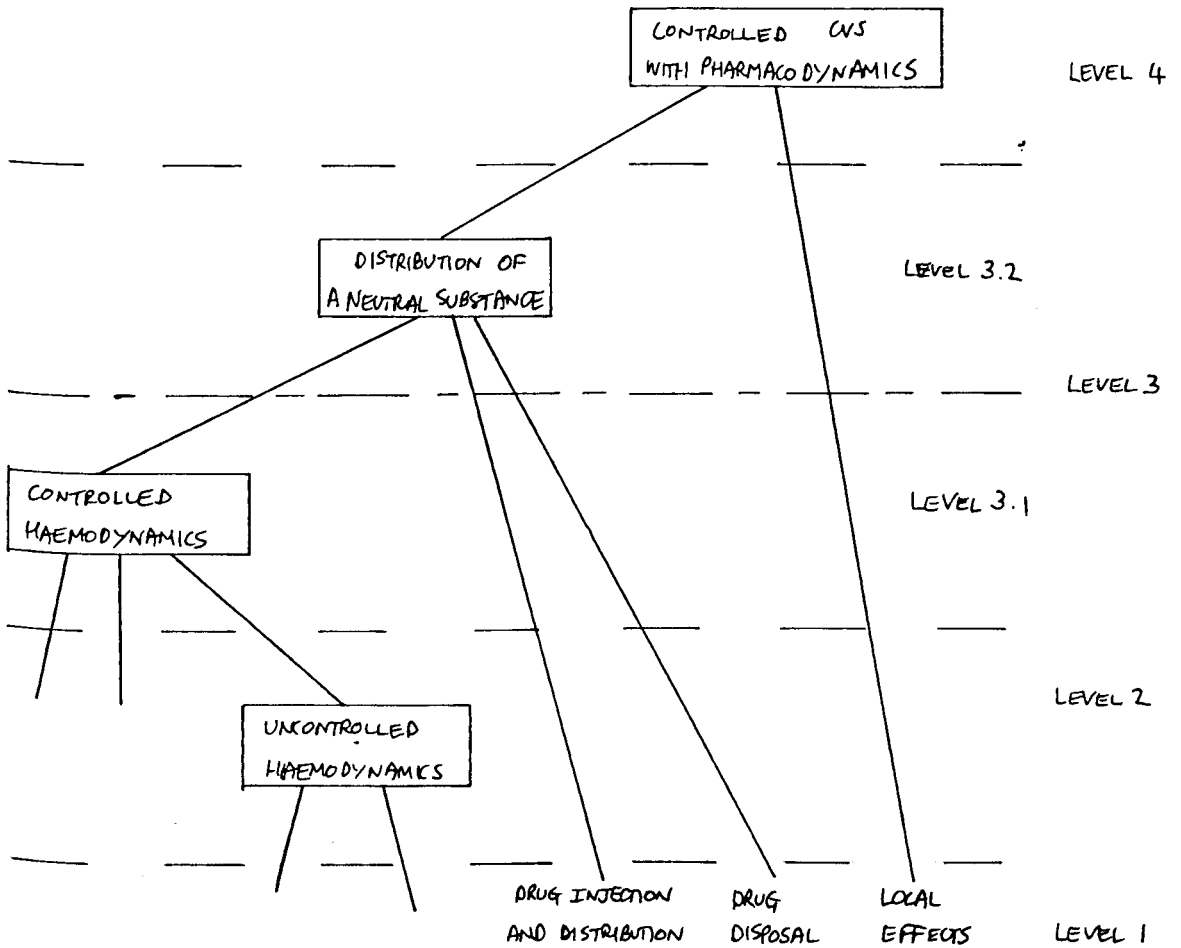 CONTROLLED CVS
WITH PHARMACODYNAMICS
LEVEL 4
DISTRIBUTION OF
A NEUTRAL SUBSTANCE
LEVEL 3.2
LEVEL 3
CONTROLLED
HAEMODYNAMICS
LEVEL 3.1
LEVEL 2
UNCONTROLLED
HAEMODYNAMICS
DRUG INJECTION
AND DISTRIBUTION
DRUG
DISPOSAL
LOCAL
EFFECTS
LEVEL 1